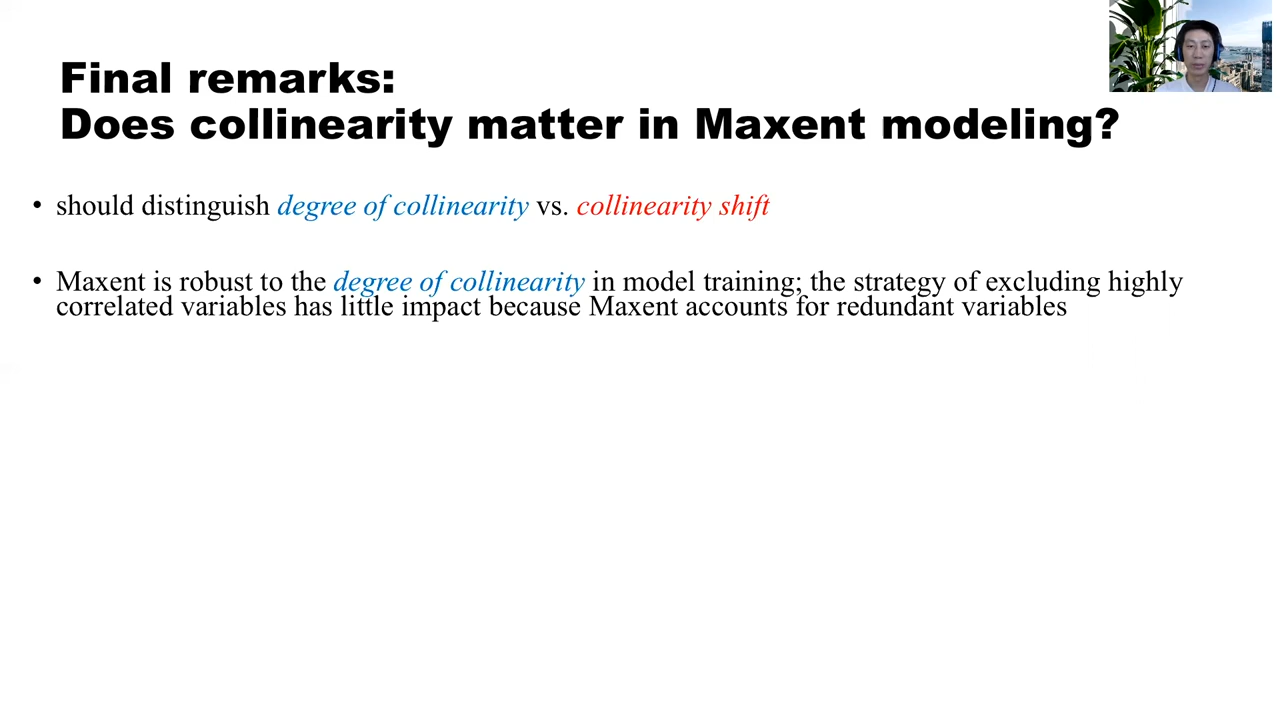 Final remarks:
Does collinearity matter in Maxent modeling?
• should distinguish degree of collinearity vs. collinearity shift
• Maxent is robust to the degree of collinearity in model training; the strategy of excluding highly
correlated variables has little impact because Maxent accounts for redundant variables